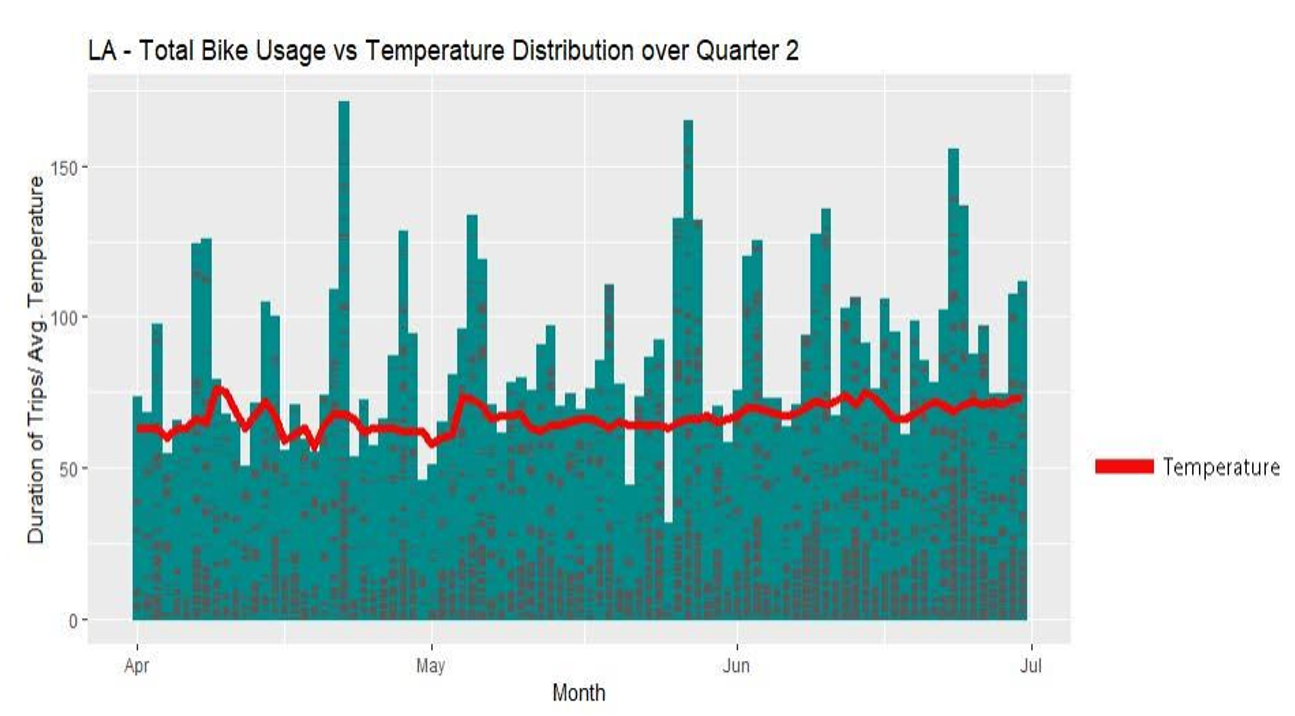 LA - Total Bike Usage vs Temperature Distribution over Quarter 2
Duration of Trips/ Avg. Temperature
150
100
50
0
Apr
May
Jun
Jul
Month
Temperature